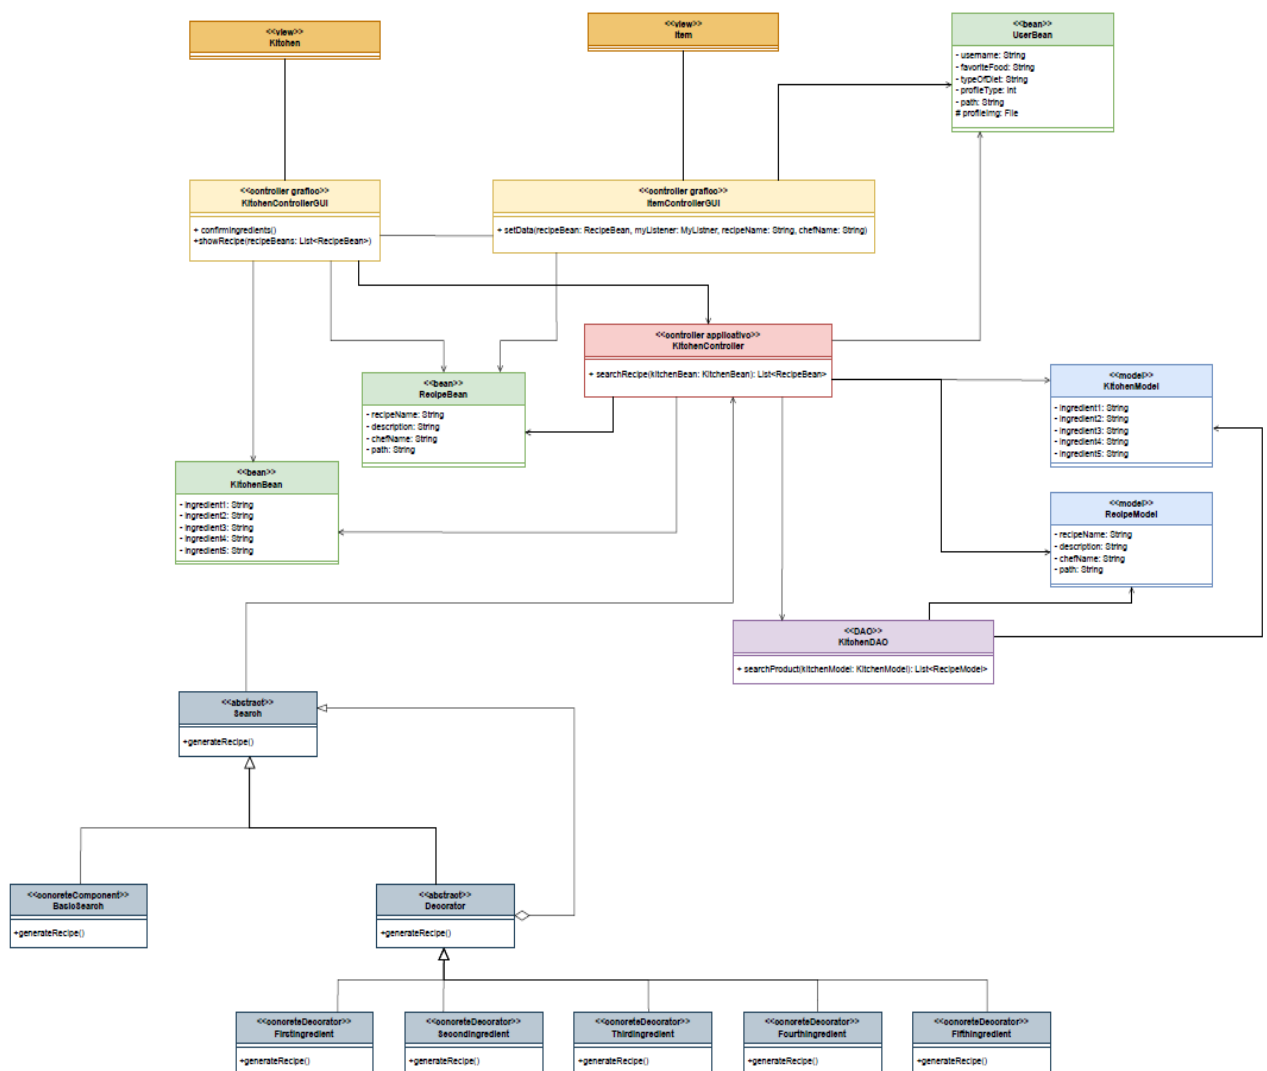 <<view>>
Kitchen
<<view>>
Item
<<bean>>
UserBean
- username: String
- favoriteFood: String
- typeOfDiet: String
- profileType: int
- path: String
# profileImg: File
<<controller grafico>>
KitchenControllerGUI
+ confirmIngredients()
+showRecipe(recipeBeans: List<RecipeBean>)
<<controller grafico>>
ItemControllerGUI
+ setData(recipeBean: RecipeBean, myListener: MyListner, recipeName: String, chefName: String)
<<controller applicativo>>
KitchenController
+ searchRecipe(kitchenBean: KitchenBean): List<RecipeBean>
<<bean>>
RecipeBean
- recipeName: String
- description: String
- chefName: String
- path: String
<<model>>
KitchenModel
- ingredient1: String
- ingredient2: String
- ingredient3: String
- ingredient4: String
- ingredient5: String
<<bean>>
KitchenBean
- ingredient1: String
- ingredient2: String
- ingredient3: String
- ingredient4: String
- ingredient5: String
<<model>>
RecipeModel
- recipeName: String
- description: String
- chefName: String
- path: String
<<DAO>>
KitchenDAO
+ searchProduct(kitchenModel: KitchenModel): List<RecipeModel>
<<abstract>>
Search
+generateRecipe()
<<concreteComponent>>
BasicSearch
+generateRecipe()
<<abstract>>
Decorator
+generateRecipe()
<<concreteDecorator>>
FirstIngredient
+generateRecipe()
<<concreteDecorator>>
SecondIngredient
+generateRecipe()
<<concreteDecorator>>
ThirdIngredient
+generateRecipe()
<<concreteDecorator>>
FourthIngredient
+generateRecipe()
<<concreteDecorator>>
FifthIngredient
+generateRecipe()